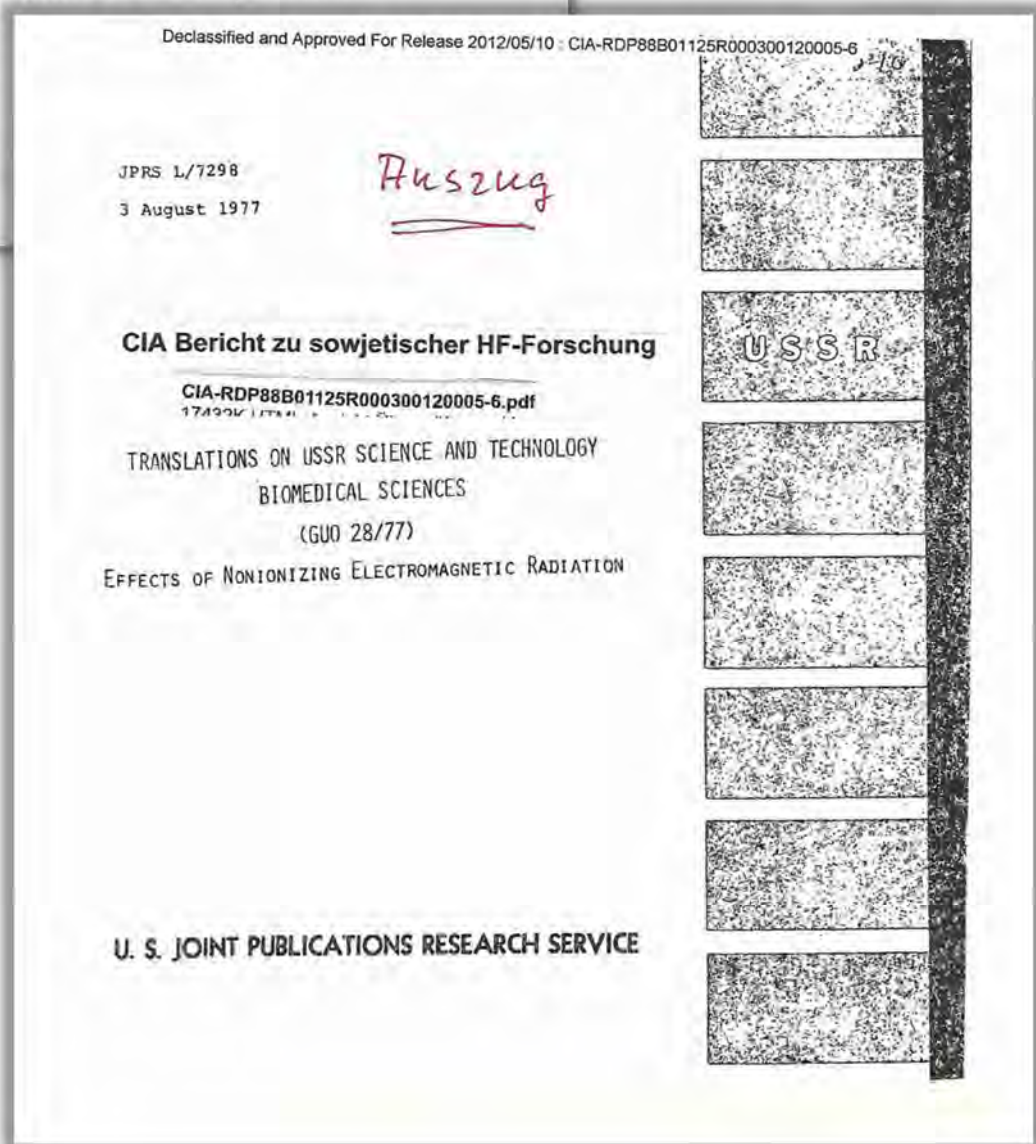 Declassified and Approved For Release 2012/05/10 : CIA-RDP88B01125R000300120005-6
JPRS L/7298
3 August 1977
Auszug
CIA Bericht zu sowjetischer HF-Forschung
USSR
CIA-RDP88B01125R000300120005-6.pdf
TRANSLATIONS ON USSR SCIENCE AND TECHNOLOGY
BIOMEDICAL SCIENCES
(GUO 28/77)
EFFECTS OF NONIONIZING ELECTROMAGNETIC RADIATION
U. S. JOINT PUBLICATIONS RESEARCH SERVICE